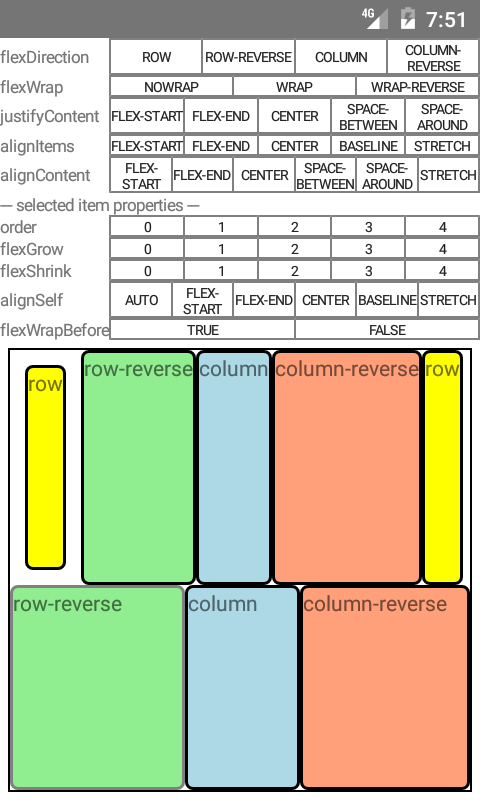 4G 7:51
flexDirection ROW ROW-REVERSE COLUMN COLUMN-
REVERSE
flexWrap NOWRAP WRAP WRAP-REVERSE
justifyContent FLEX-START FLEX-END CENTER SPACE-
BETWEEN SPACE-
AROUND
alignItems FLEX-START FLEX-END CENTER BASELINE STRETCH
alignContent FLEX-
START FLEX-END CENTER SPACE-
BETWEEN SPACE-
AROUND STRETCH
--- selected item properties ---
order 0 1 2 3 4
flexGrow 0 1 2 3 4
flexShrink 0 1 2 3 4
alignSelf AUTO FLEX-
START FLEX-END CENTER BASELINE STRETCH
flexWrapBefore TRUE FALSE
row row-reverse column column-reverse row
row-reverse column column-reverse